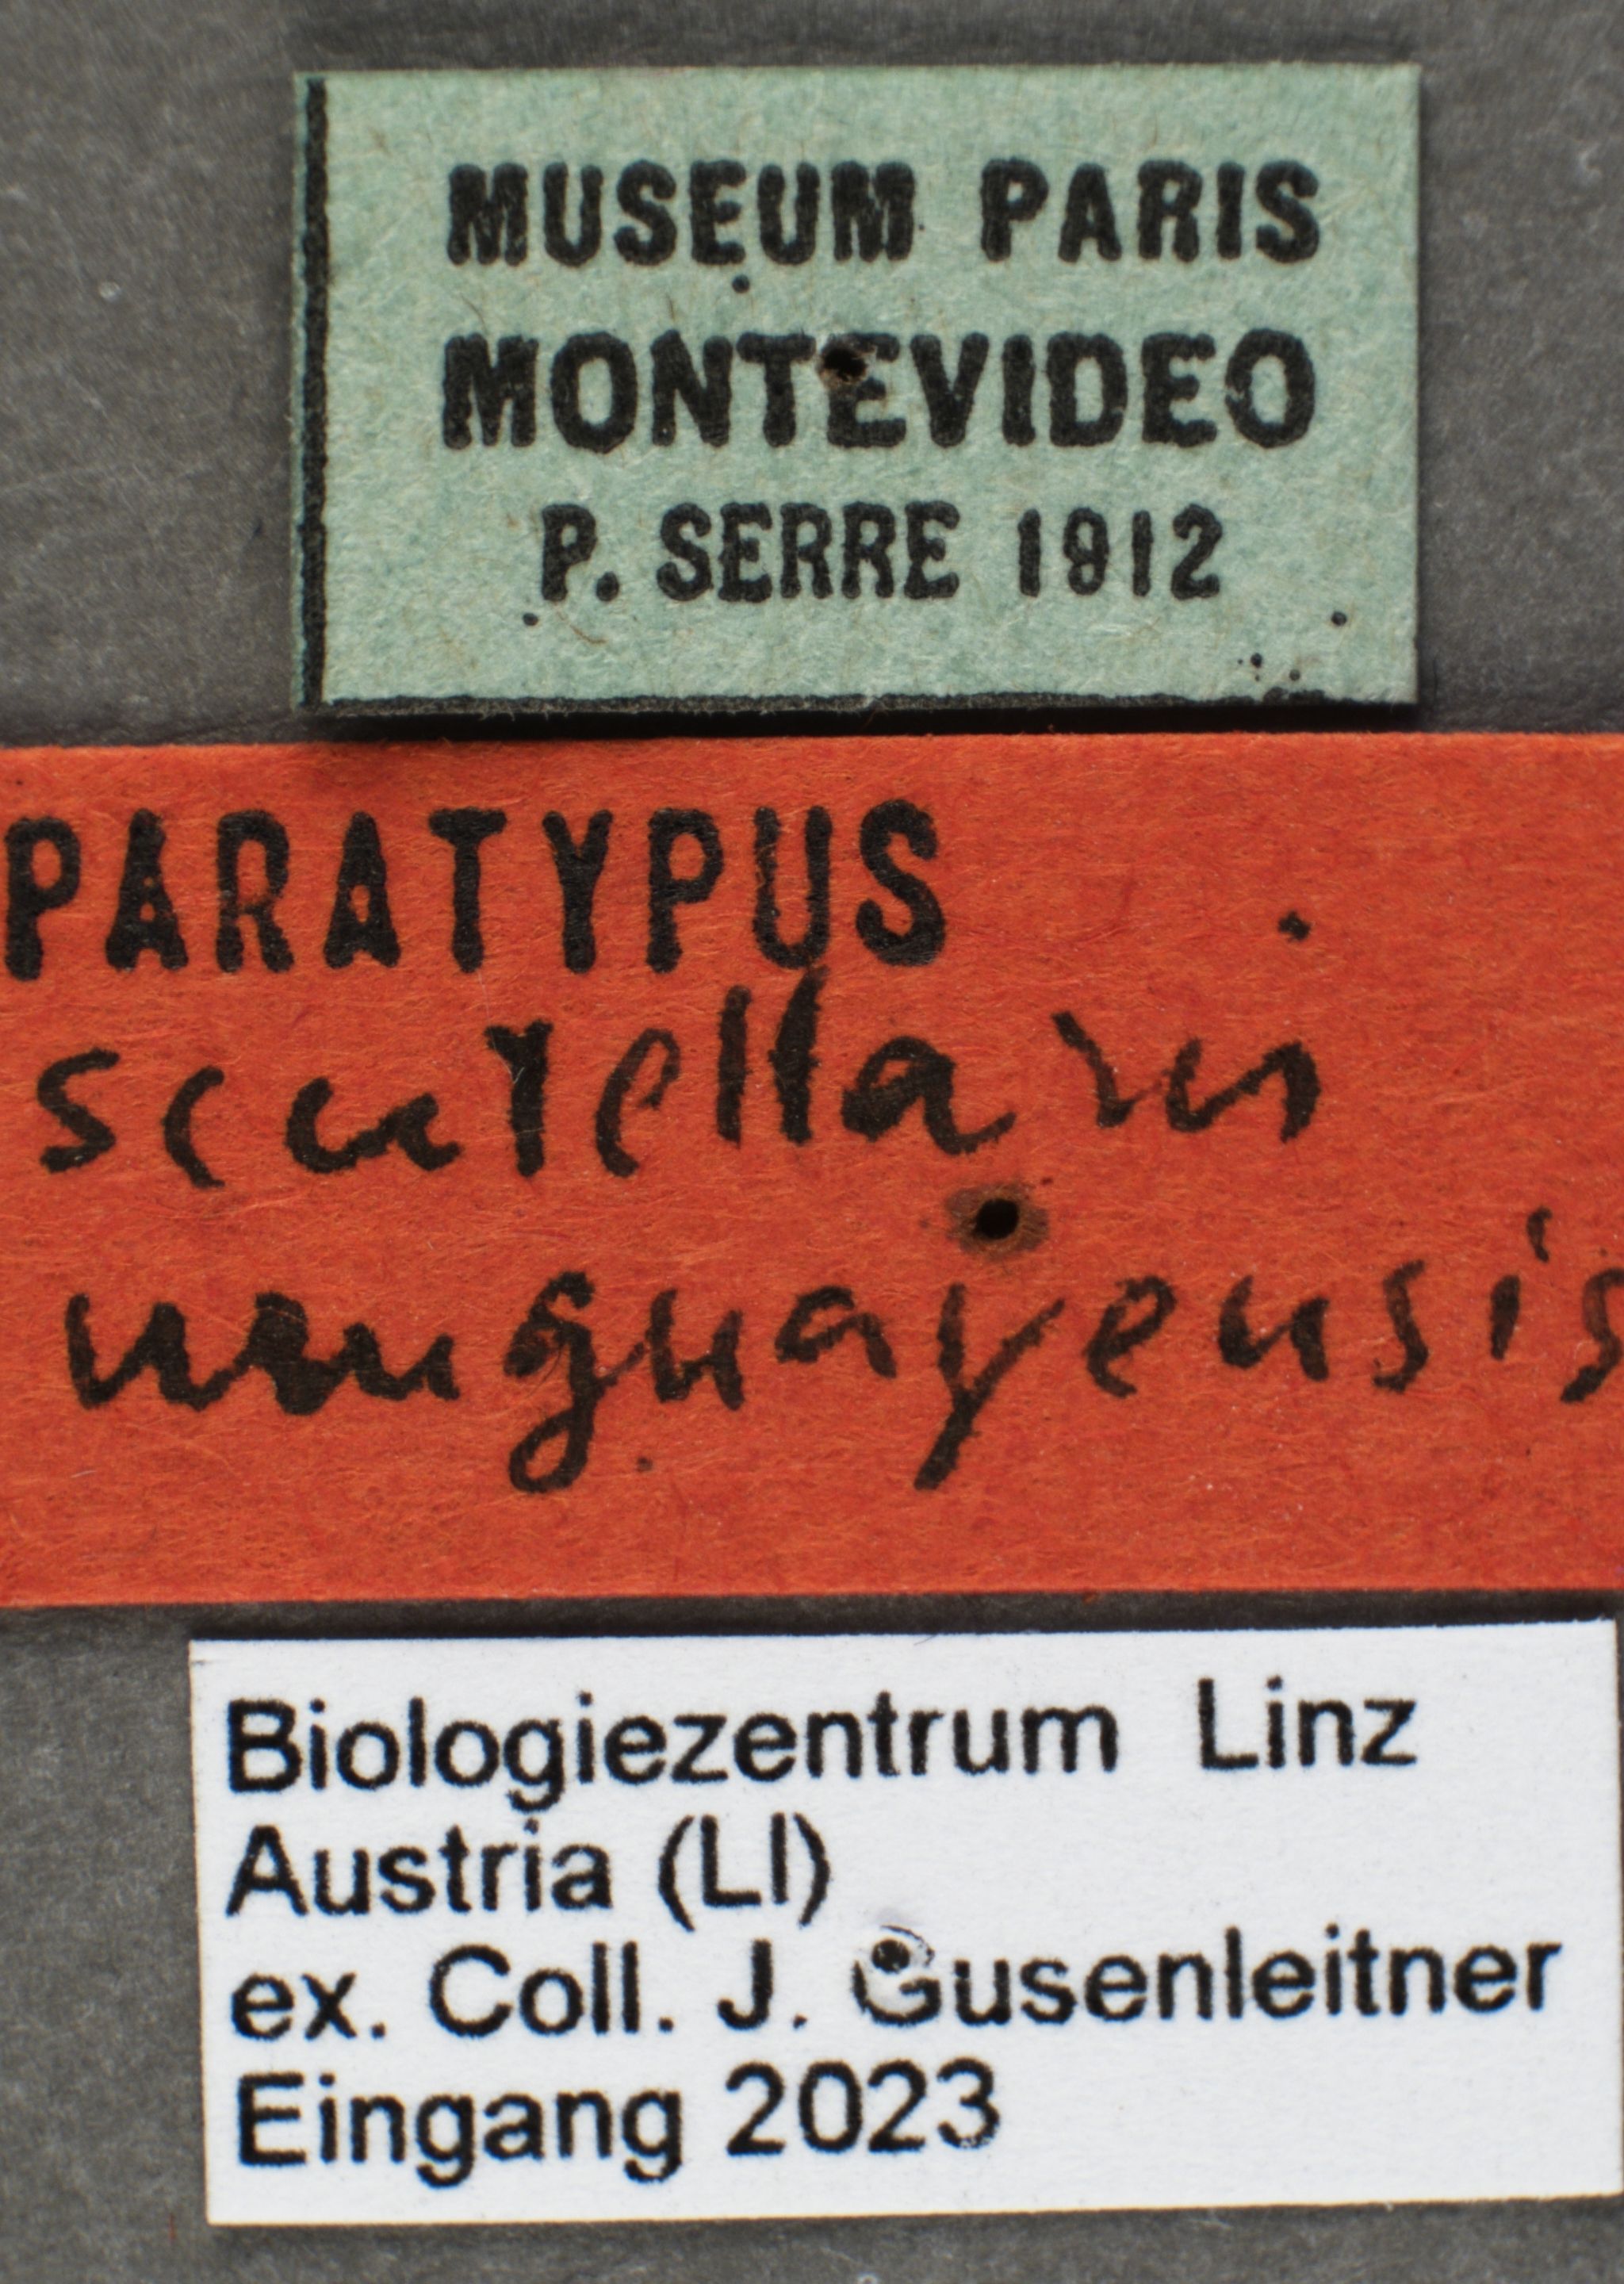 MUSEUM PARIS
MONTEVIDEO
P. SERRE 1912
PARATYPUS
scutellaris
uruguayensis
Biologiezentrum Linz
Austria (LI)
ex. Coll. J. Gusenleitner
Eingang 2023